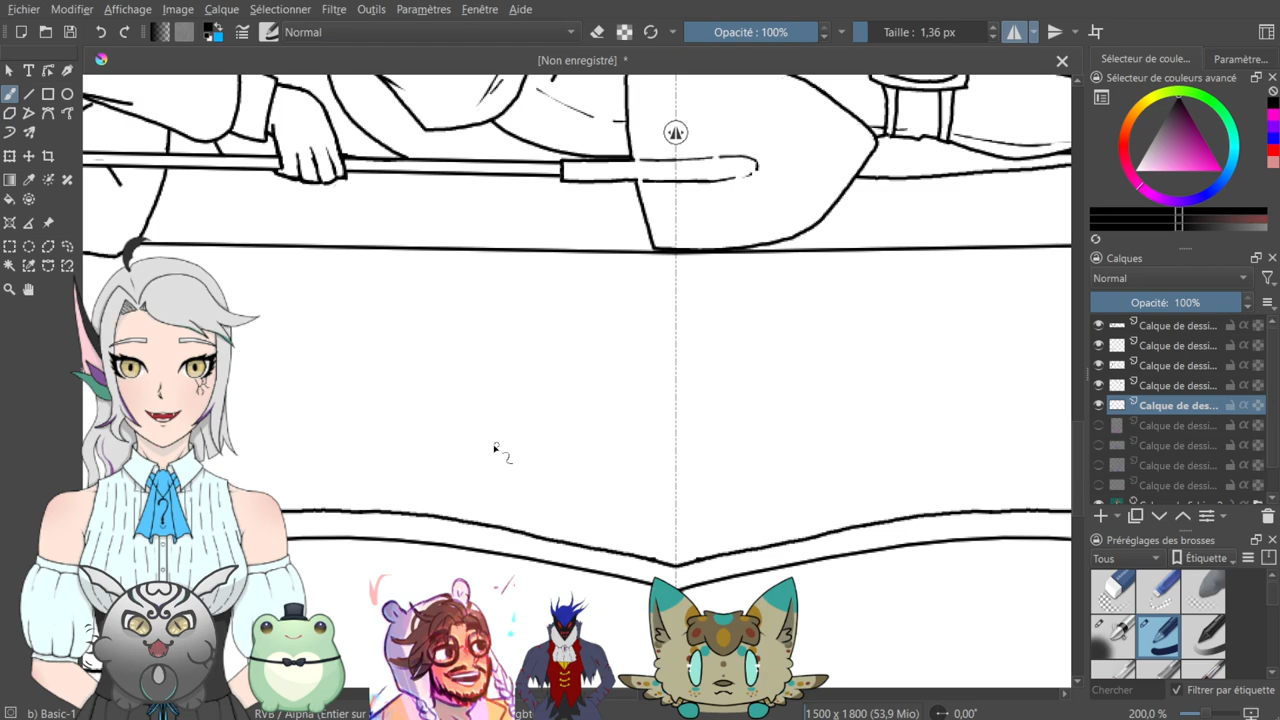 Fichier Modifier Affichage Image Calque Sélectionner Filtre Outils Paramètres Fenêtre Aide
Normal
Opacité : 100%
Taille : 1,36 px
[Non enregistré] *
Sélecteur de coule...
Paramètre...
Sélecteur de couleurs avancé
Calques
Normal
Opacité: 100%
Calque de dessi...
Calque de dessi...
Calque de dessi...
Calque de dessi...
Calque de des...
Calque de dessi...
Calque de dessi...
Calque de dessi...
Calque de dessi...
Préréglages des brosses
Tous
Étiquette
Chercher
Filtrer par étiquette
b) Basic-1
RVB / Alpha (Entier sur
1 500 x 1 800 (53,9 Mio)
0,00°
200,0 %